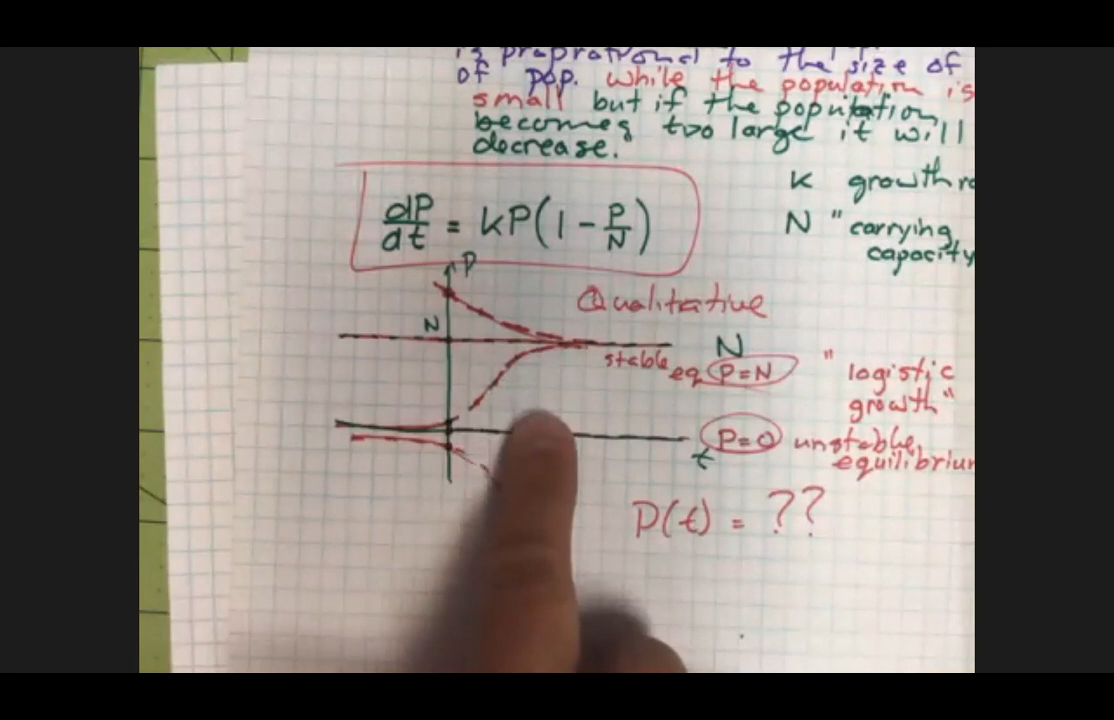 is proprotional to the size of
of pop. while the population is
small but if the population
becomes too large it will
decrease.
K growth
N "carrying
capacity
dP/dt = kP(1 - P/N)
P
Qualitative
N
N
stable eq P=N
"logistic
growth"
P=0 unstable
equilibrium
t
P(t) = ??